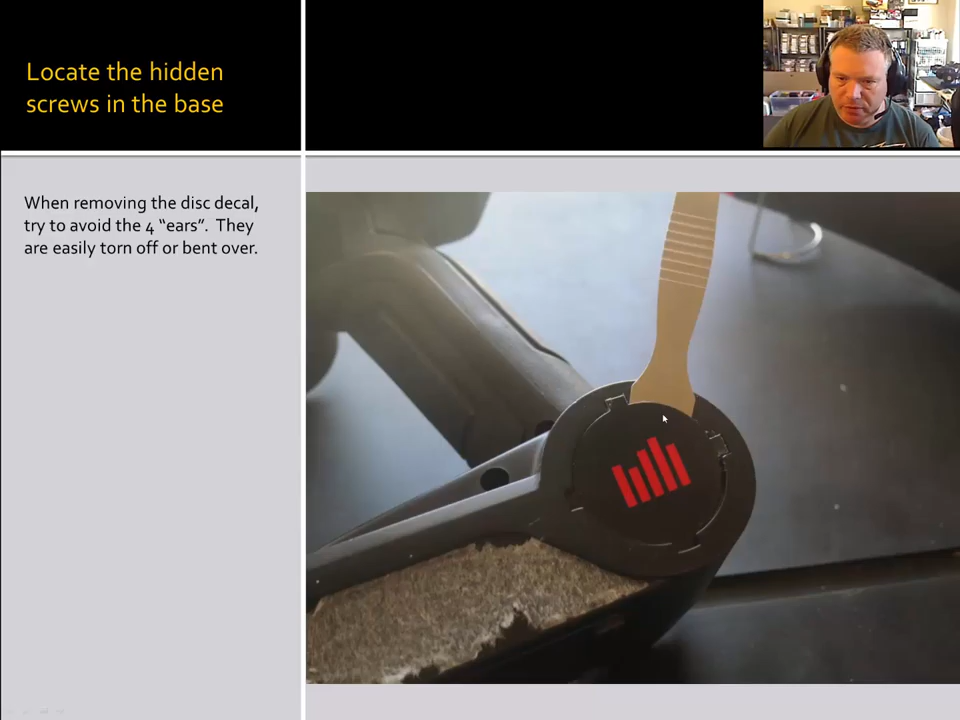 Locate the hidden
screws in the base
When removing the disc decal,
try to avoid the 4 “ears”.  They
are easily torn off or bent over.